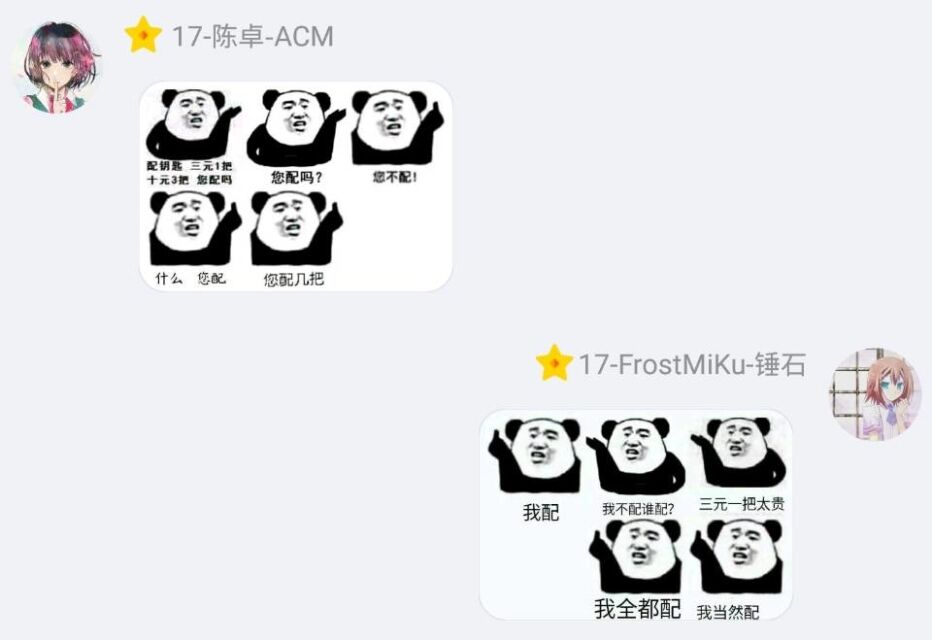 17-陈卓-ACM
配钥匙 三元1把
十元3把 您配吗
您配吗？
您不配！
什么 您配
您配几把
17-FrostMiKu-锤石
我配
我不配谁配？
三元一把太贵
我全都配
我当然配